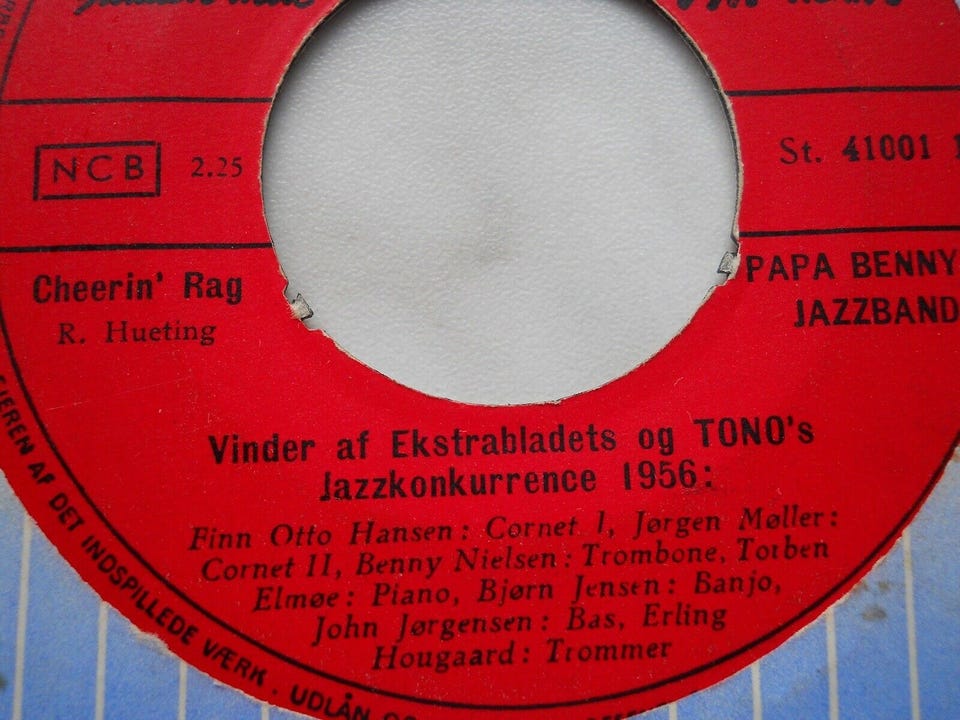 NCB
2.25
St. 41001
Cheerin' Rag
R. Hueting
PAPA BENNY
JAZZBAND
Vinder af Ekstrabladets og TONO's
Jazzkonkurrence 1956:
Finn Otto Hansen: Cornet I, Jørgen Møller:
Cornet II, Benny Nielsen: Trombone, Torben
Elmøe: Piano, Bjørn Jensen: Banjo,
John Jørgensen: Bas, Erling
Hougaard: Trommer
AF DET INDSPILLEDE VÆRK. UDLÅN